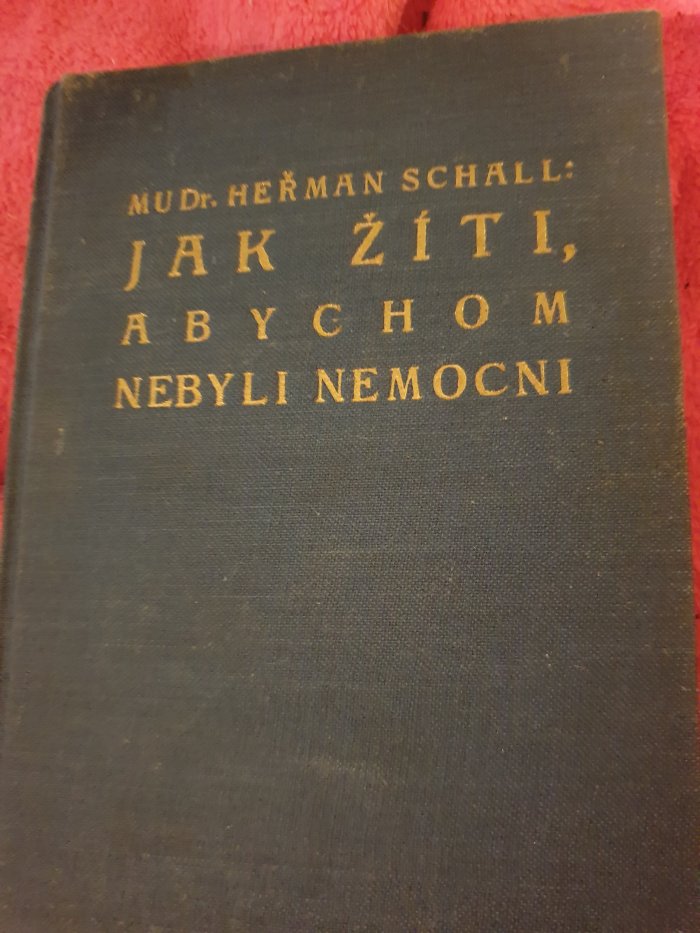 MUDr. HEŘMAN SCHALL:
JAK ŽÍTI,
ABYCHOM
NEBYLI NEMOCNI